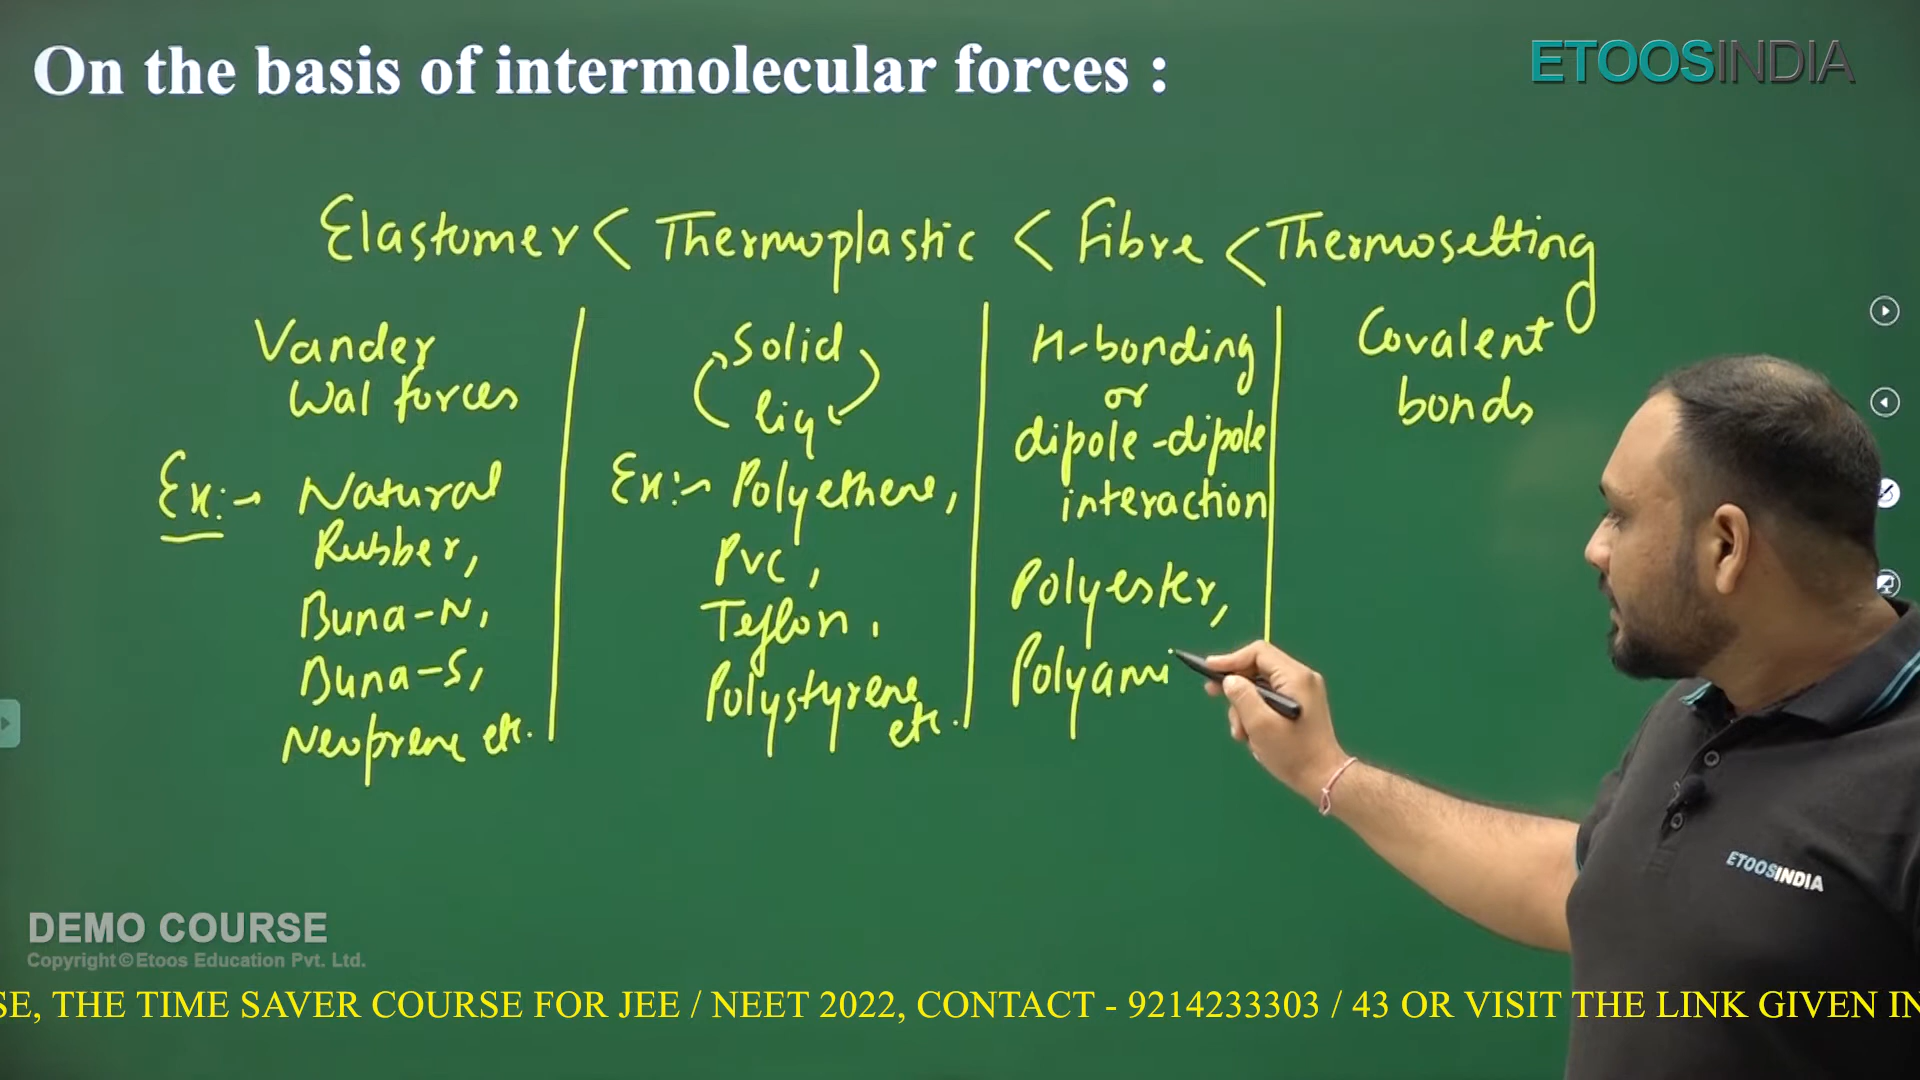 On the basis of intermolecular forces :
ETOOSINDIA
Elastomer < Thermoplastic < Fibre < Thermosetting
Vander
Wal forces
Ex:→ Natural
Rubber,
Buna-N,
Buna-S,
Neoprene etc.
Solid
liq
Ex:→ Polyethene,
PVC,
Teflon,
Polystyrene
etc.
H-bonding
or
dipole-dipole
interaction
Polyester,
Polyami
Covalent
bonds
ETOOSINDIA
DEMO COURSE
Copyright © Etoos Education Pvt. Ltd.
SE, THE TIME SAVER COURSE FOR JEE / NEET 2022, CONTACT - 9214233303 / 43 OR VISIT THE LINK GIVEN IN